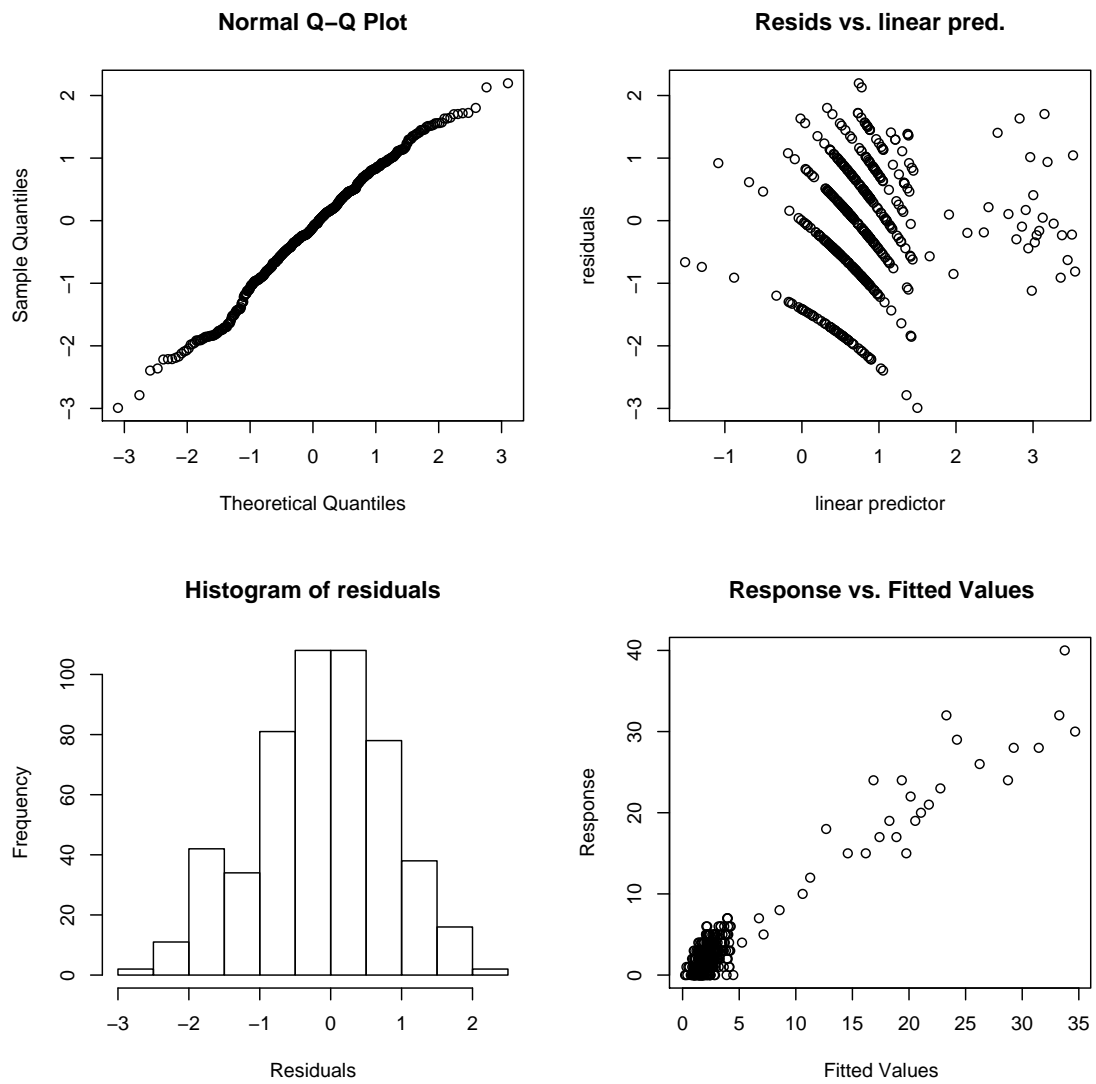 Normal Q−Q Plot
Sample Quantiles
2
1
0
−1
−2
−3
−3 −2 −1 0 1 2 3
Theoretical Quantiles
Resids vs. linear pred.
residuals
2
1
0
−1
−2
−3
−1 0 1 2 3
linear predictor
Histogram of residuals
Frequency
100
80
60
40
20
0
−3 −2 −1 0 1 2
Residuals
Response vs. Fitted Values
Response
40
30
20
10
0
0 5 10 15 20 25 30 35
Fitted Values